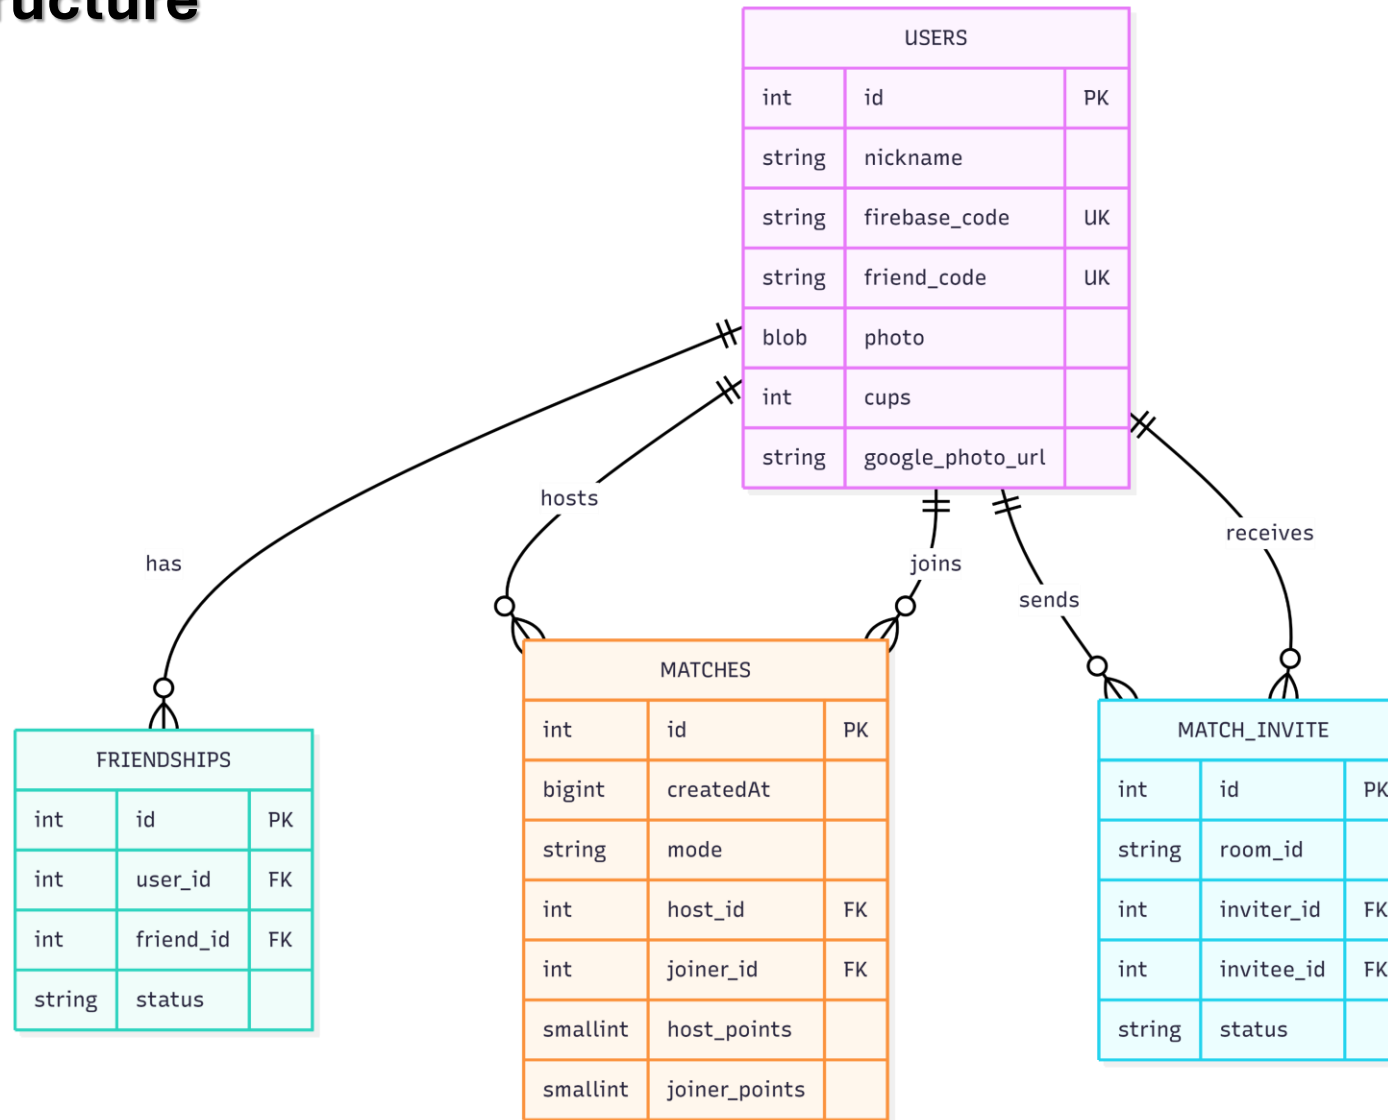 USERS
int id PK
string nickname
string firebase_code UK
string friend_code UK
blob photo
int cups
string google_photo_url
has
hosts
joins
sends
receives
FRIENDSHIPS
int id PK
int user_id FK
int friend_id FK
string status
MATCHES
int id PK
bigint createdAt
string mode
int host_id FK
int joiner_id FK
smallint host_points
smallint joiner_points
MATCH_INVITE
int id PK
string room_id
int inviter_id FK
int invitee_id FK
string status